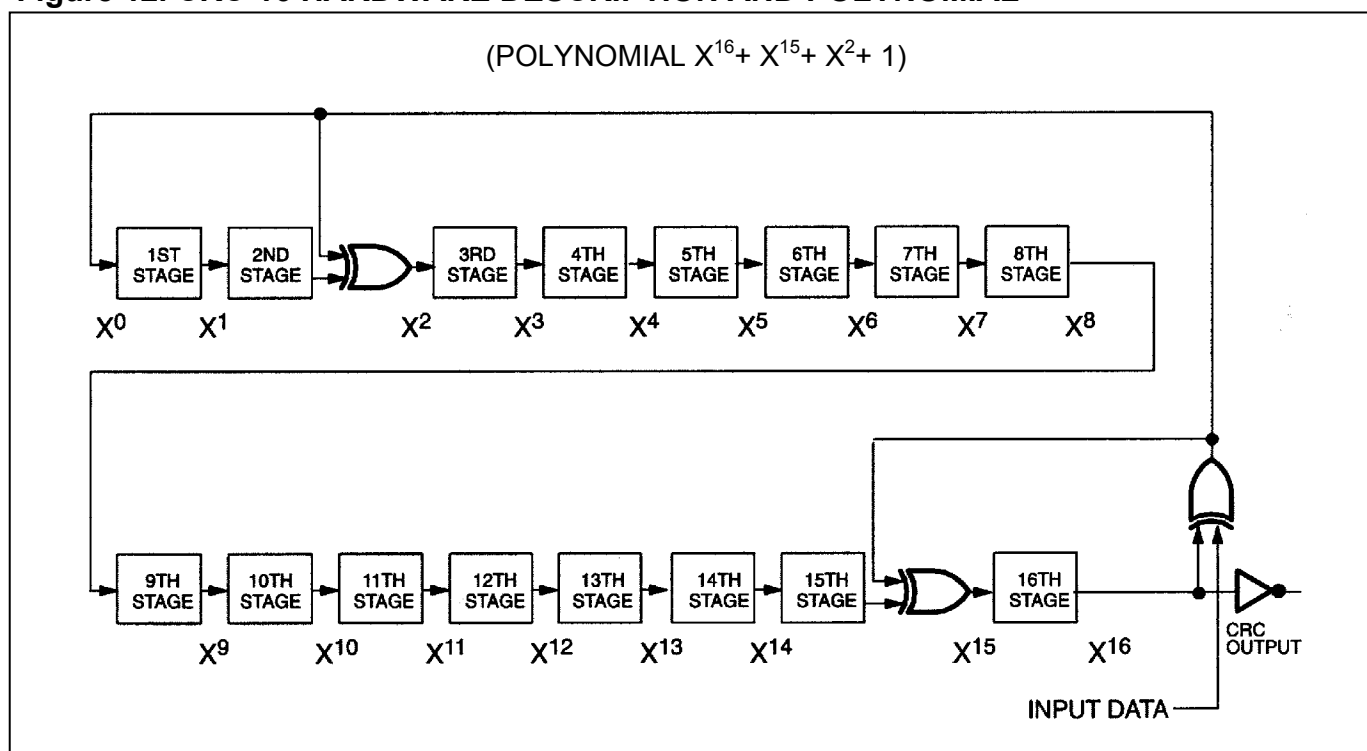 (POLYNOMIAL X¹⁶+ X¹⁵+ X²+ 1)
1ST STAGE
2ND STAGE
3RD STAGE
4TH STAGE
5TH STAGE
6TH STAGE
7TH STAGE
8TH STAGE
X⁰ X¹ X² X³ X⁴ X⁵ X⁶ X⁷ X⁸
9TH STAGE
10TH STAGE
11TH STAGE
12TH STAGE
13TH STAGE
14TH STAGE
15TH STAGE
16TH STAGE
X⁹ X¹⁰ X¹¹ X¹² X¹³ X¹⁴ X¹⁵ X¹⁶
CRC
OUTPUT
INPUT DATA